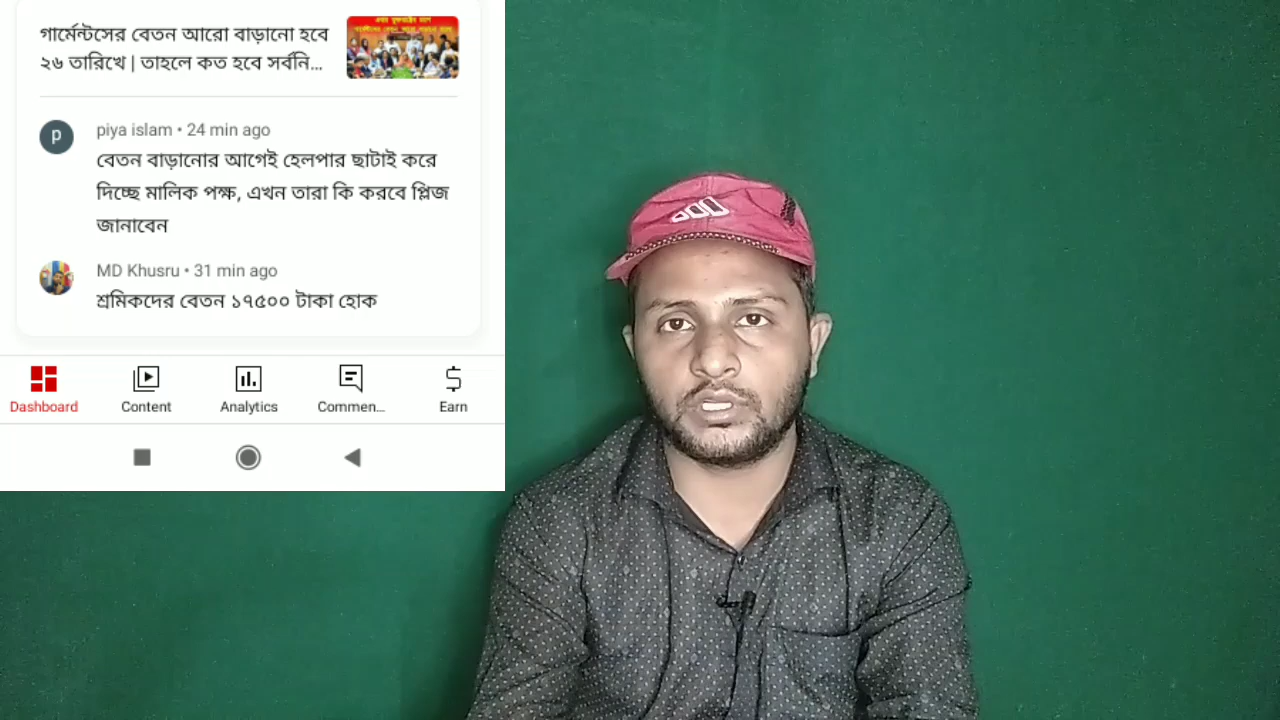 গার্মেন্টসের বেতন আরো বাড়ানো হবে
২৬ তারিখে | তাহলে কত হবে সর্বনি...
p
piya islam • 24 min ago
বেতন বাড়ানোর আগেই হেলপার ছাটাই করে
দিচ্ছে মালিক পক্ষ, এখন তারা কি করবে প্লিজ
জানাবেন
MD Khusru • 31 min ago
শ্রমিকদের বেতন ১৭৫০০ টাকা হোক
Dashboard
Content
Analytics
Commen...
Earn